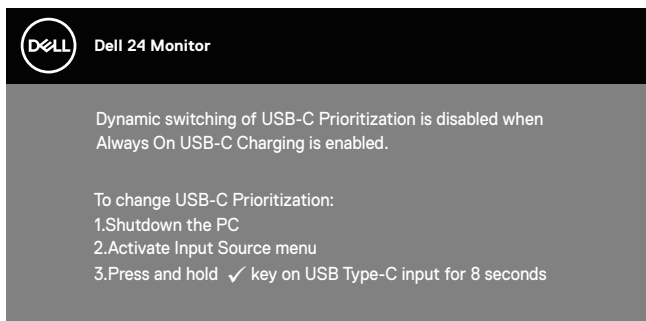 DELL
Dell 24 Monitor
Dynamic switching of USB-C Prioritization is disabled when
Always On USB-C Charging is enabled.
To change USB-C Prioritization:
1.Shutdown the PC
2.Activate Input Source menu
3.Press and hold ✓ key on USB Type-C input for 8 seconds